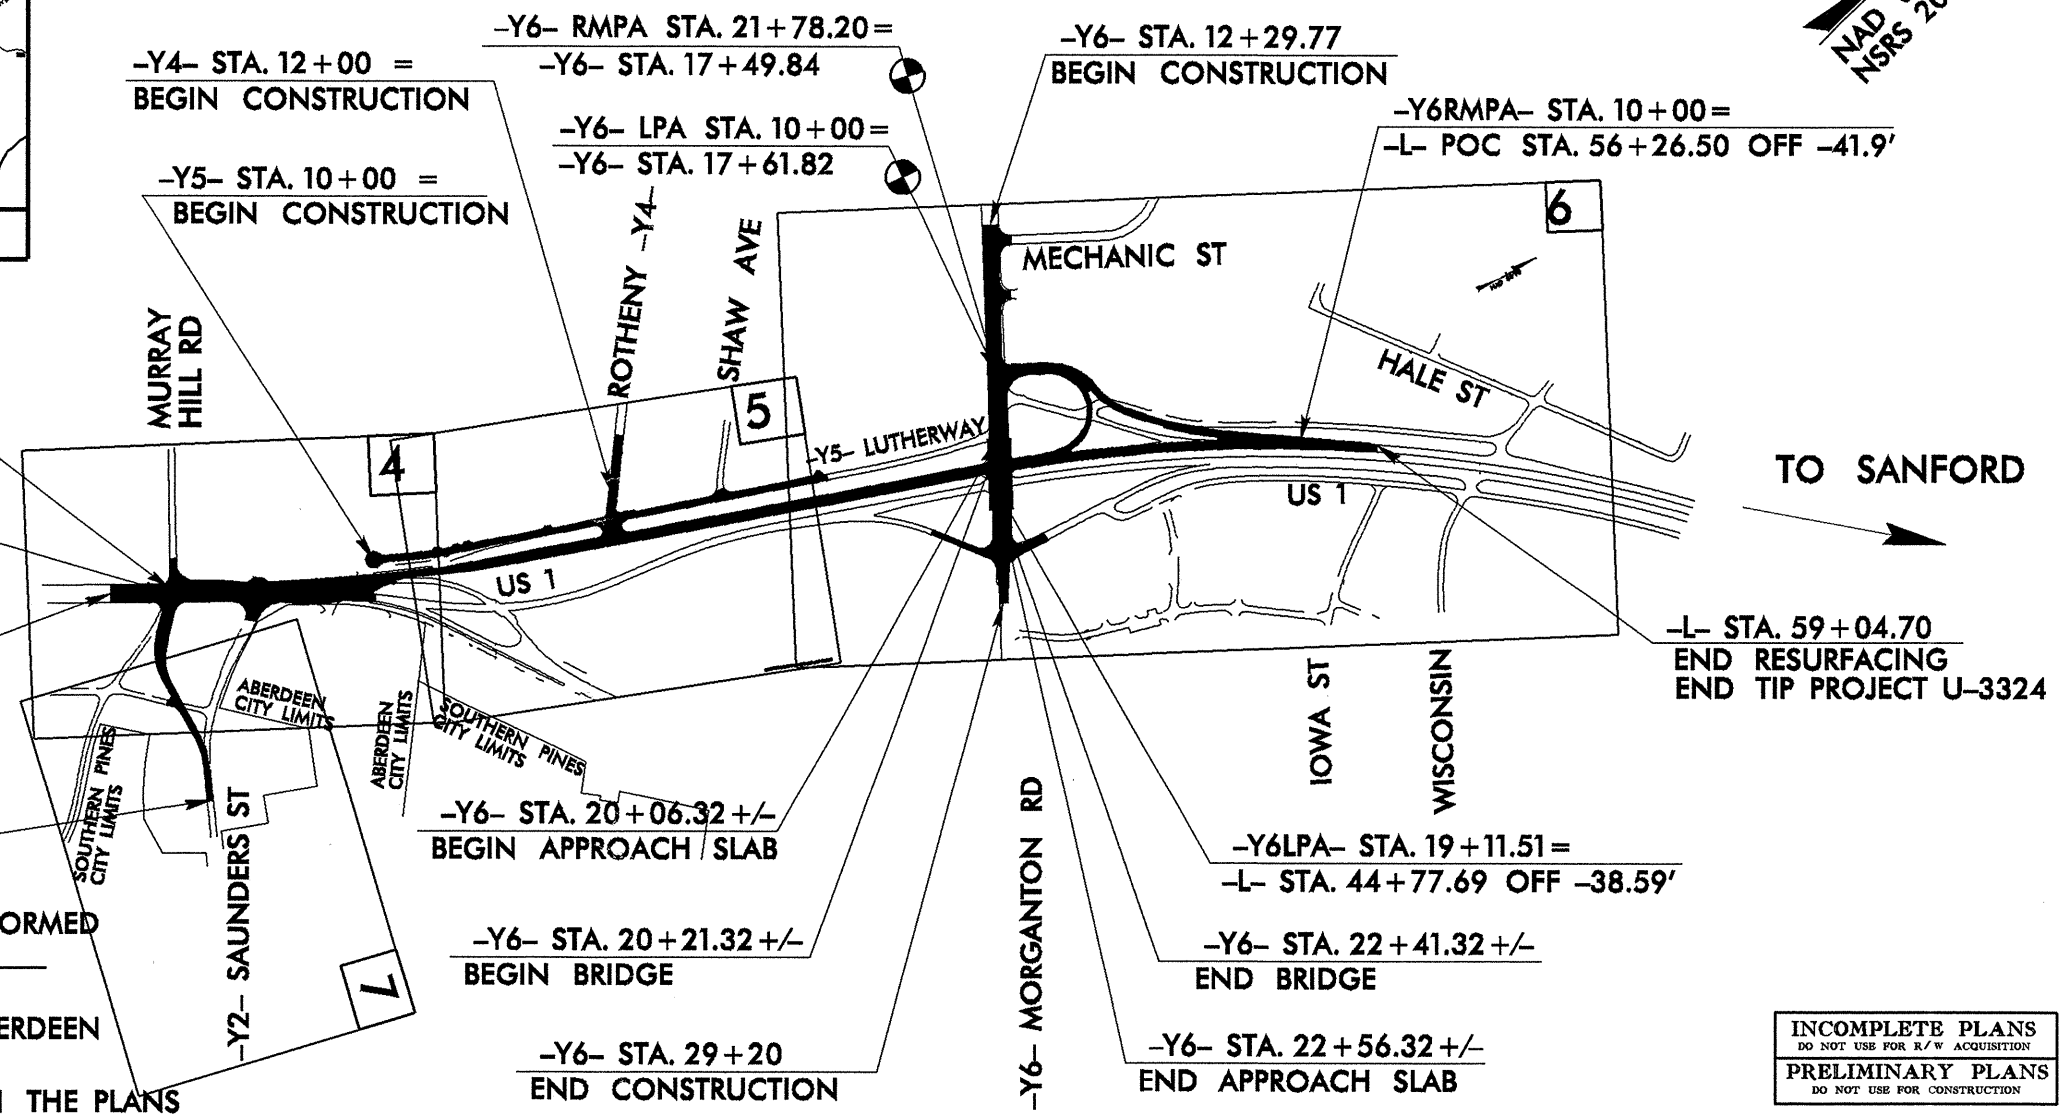 -Y6- RMPA STA. 21+78.20=
-Y6- STA. 17+49.84
-Y4- STA. 12+00 =
BEGIN CONSTRUCTION
-Y6- STA. 12+29.77
BEGIN CONSTRUCTION
NAD
NSRS 20
-Y6- LPA STA. 10+00=
-Y6- STA. 17+61.82
-Y6RMPA- STA. 10+00=
-L- POC STA. 56+26.50 OFF -41.9'
-Y5- STA. 10+00 =
BEGIN CONSTRUCTION
MURRAY
HILL RD
ROTHENY -Y4-
SHAW AVE
6
MECHANIC ST
HALE ST
5
4
-Y5- LUTHERWAY
US 1
US 1
TO SANFORD
-L- STA. 59+04.70
END RESURFACING
END TIP PROJECT U-3324
ABERDEEN
CITY LIMITS
SOUTHERN PINES
CITY LIMITS
ABERDEEN
CITY LIMITS
SOUTHERN PINES
CITY LIMITS
IOWA ST
WISCONSIN
-Y6- STA. 20+06.32 +/-
BEGIN APPROACH SLAB
-Y6LPA- STA. 19+11.51=
-L- STA. 44+77.69 OFF -38.59'
-Y2- SAUNDERS ST
-Y6- MORGANTON RD
ORMED
-Y6- STA. 20+21.32 +/-
BEGIN BRIDGE
-Y6- STA. 22+41.32 +/-
END BRIDGE
7
ERDEEN
-Y6- STA. 29+20
END CONSTRUCTION
-Y6- STA. 22+56.32 +/-
END APPROACH SLAB
THE PLANS
INCOMPLETE PLANS
DO NOT USE FOR R/W ACQUISITION
PRELIMINARY PLANS
DO NOT USE FOR CONSTRUCTION